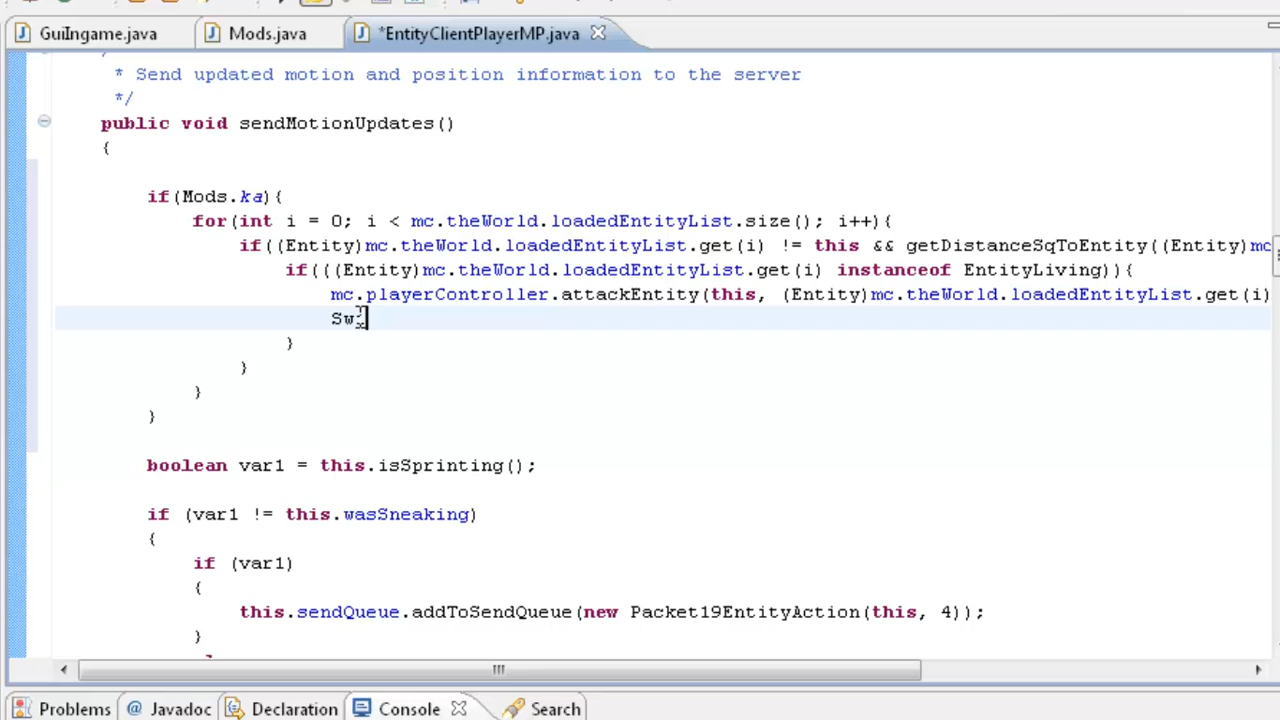 GuiIngame.java Mods.java *EntityClientPlayerMP.java
* Send updated motion and position information to the server
*/
public void sendMotionUpdates()
{
if(Mods.ka){
for(int i = 0; i < mc.theWorld.loadedEntityList.size(); i++){
if((Entity)mc.theWorld.loadedEntityList.get(i) != this && getDistanceSqToEntity((Entity)mc
if(((Entity)mc.theWorld.loadedEntityList.get(i) instanceof EntityLiving)){
mc.playerController.attackEntity(this, (Entity)mc.theWorld.loadedEntityList.get(i)
}
}
}
}
boolean var1 = this.isSprinting();
if (var1 != this.wasSneaking)
{
if (var1)
{
this.sendQueue.addToSendQueue(new Packet19EntityAction(this, 4));
}
Problems @ Javadoc Declaration Console Search